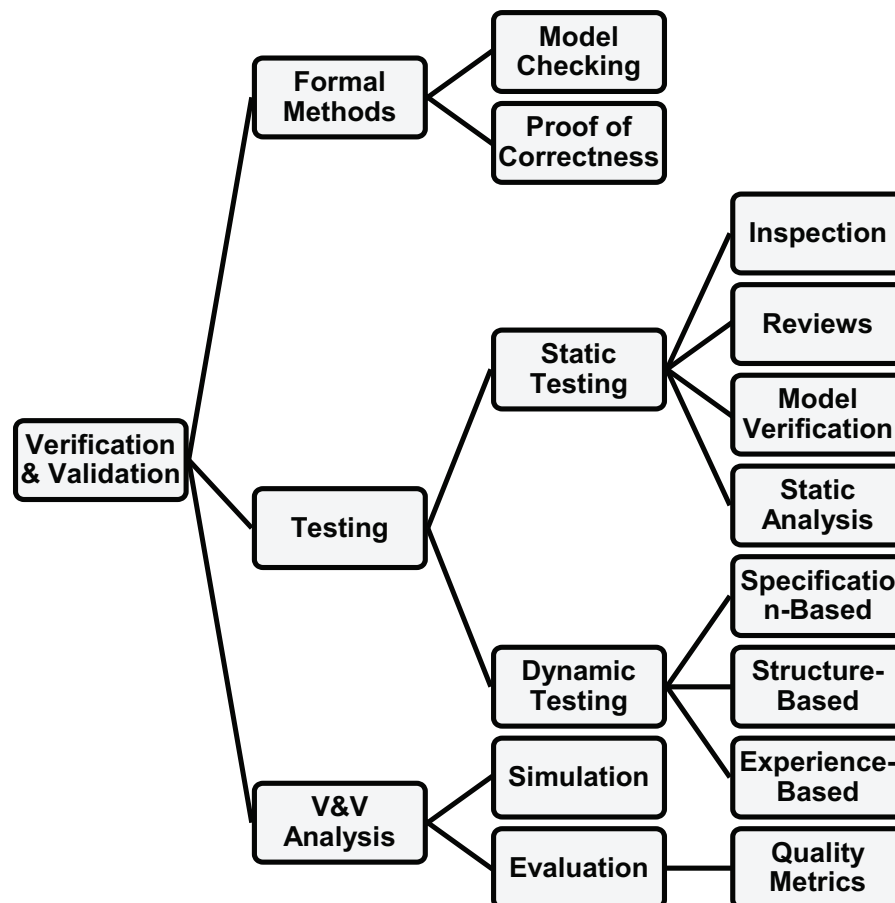 Model
Checking
Formal
Methods
Proof of
Correctness
Inspection
Reviews
Static
Testing
Model
Verification
Verification
& Validation
Static
Analysis
Testing
Specificatio
n-Based
Dynamic
Testing
Structure-
Based
Simulation
Experience-
Based
V&V
Analysis
Evaluation
Quality
Metrics